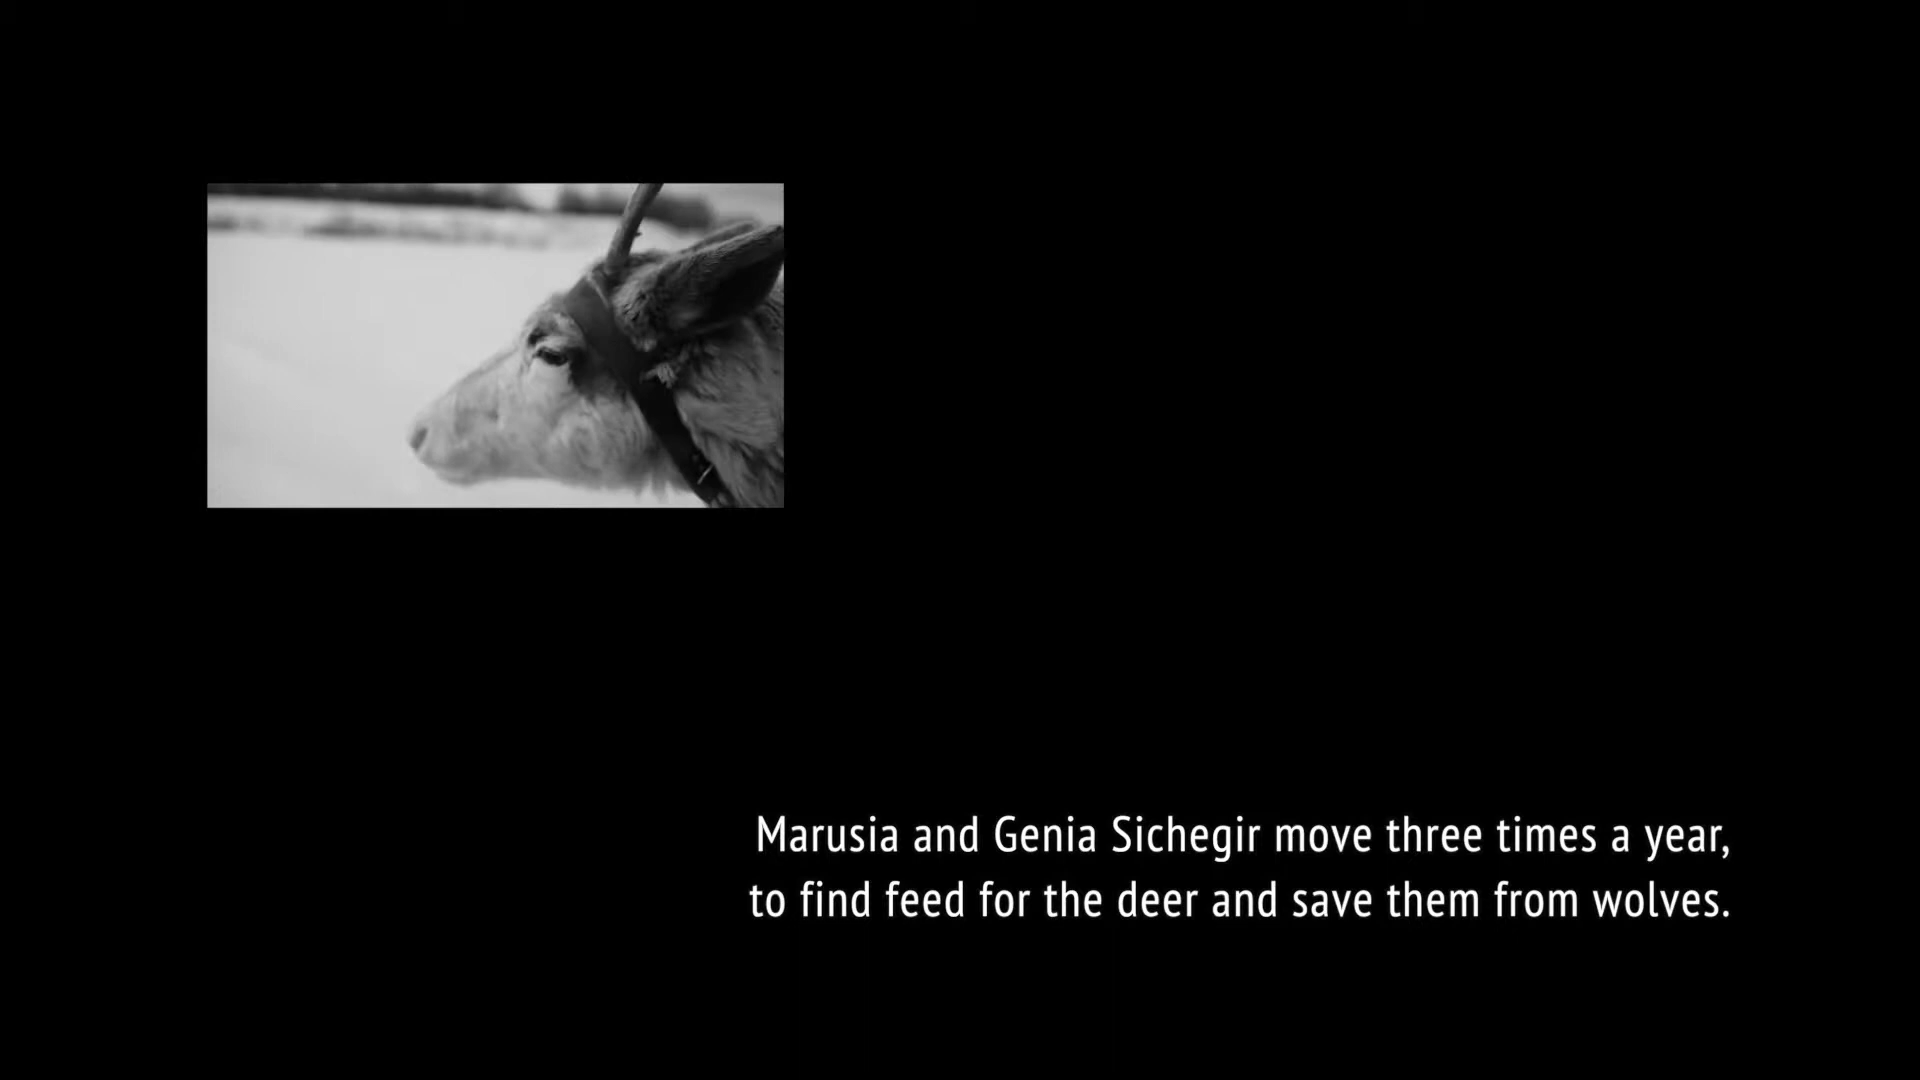 Marusia and Genia Sichegir move three times a year,
to find feed for the deer and save them from wolves.